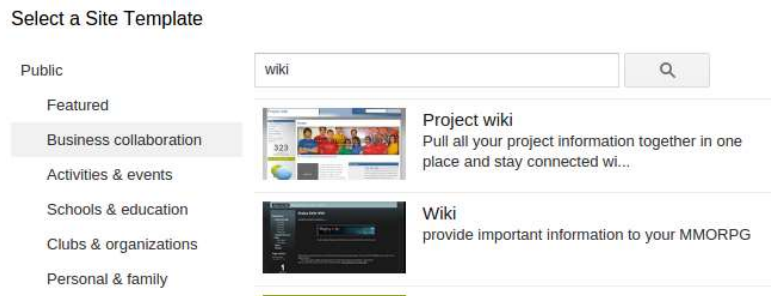 Select a Site Template
Public
Featured
Business collaboration
Activities & events
Schools & education
Clubs & organizations
Personal & family
wiki
323
Project wiki
Pull all your project information together in one
place and stay connected wi...
Wiki
provide important information to your MMORPG